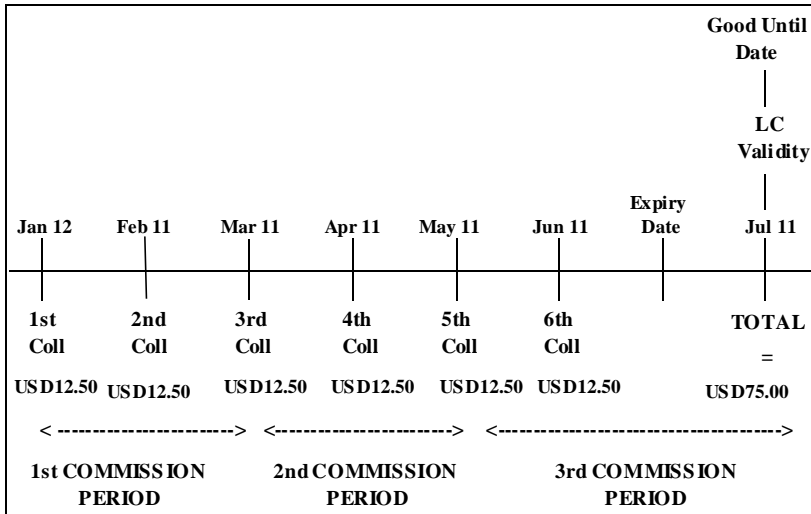 Good Until
Date
LC
Validity
Expiry
Date
Jan 12 Feb 11 Mar 11 Apr 11 May 11 Jun 11 Jul 11
1st 2nd 3rd 4th 5th 6th TOTAL
Coll Coll Coll Coll Coll Coll =
USD12.50 USD12.50 USD12.50 USD12.50 USD12.50 USD12.50 USD75.00
< ------------------------- > <------------------------- > <----------------------------------------->
1st COMMISSION 2nd COMMISSION 3rd COMMISSION
PERIOD PERIOD PERIOD